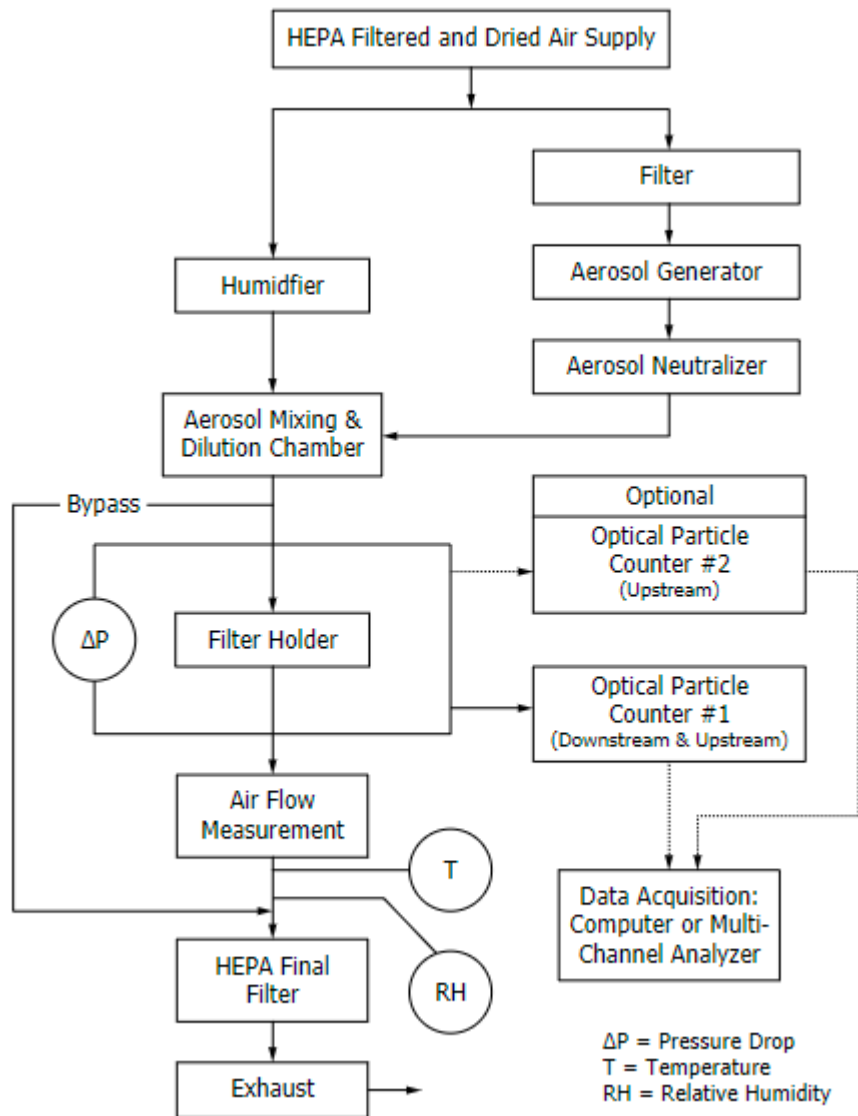 HEPA Filtered and Dried Air Supply
Filter
Aerosol Generator
Humidfier
Aerosol Neutralizer
Aerosol Mixing &
Dilution Chamber
Bypass
Optional
Optical Particle
Counter #2
(Upstream)
ΔP
Filter Holder
Optical Particle
Counter #1
(Downstream & Upstream)
Air Flow
Measurement
T
Data Acquisition:
Computer or Multi-
Channel Analyzer
HEPA Final
Filter
RH
Exhaust
ΔP = Pressure Drop
T = Temperature
RH = Relative Humidity